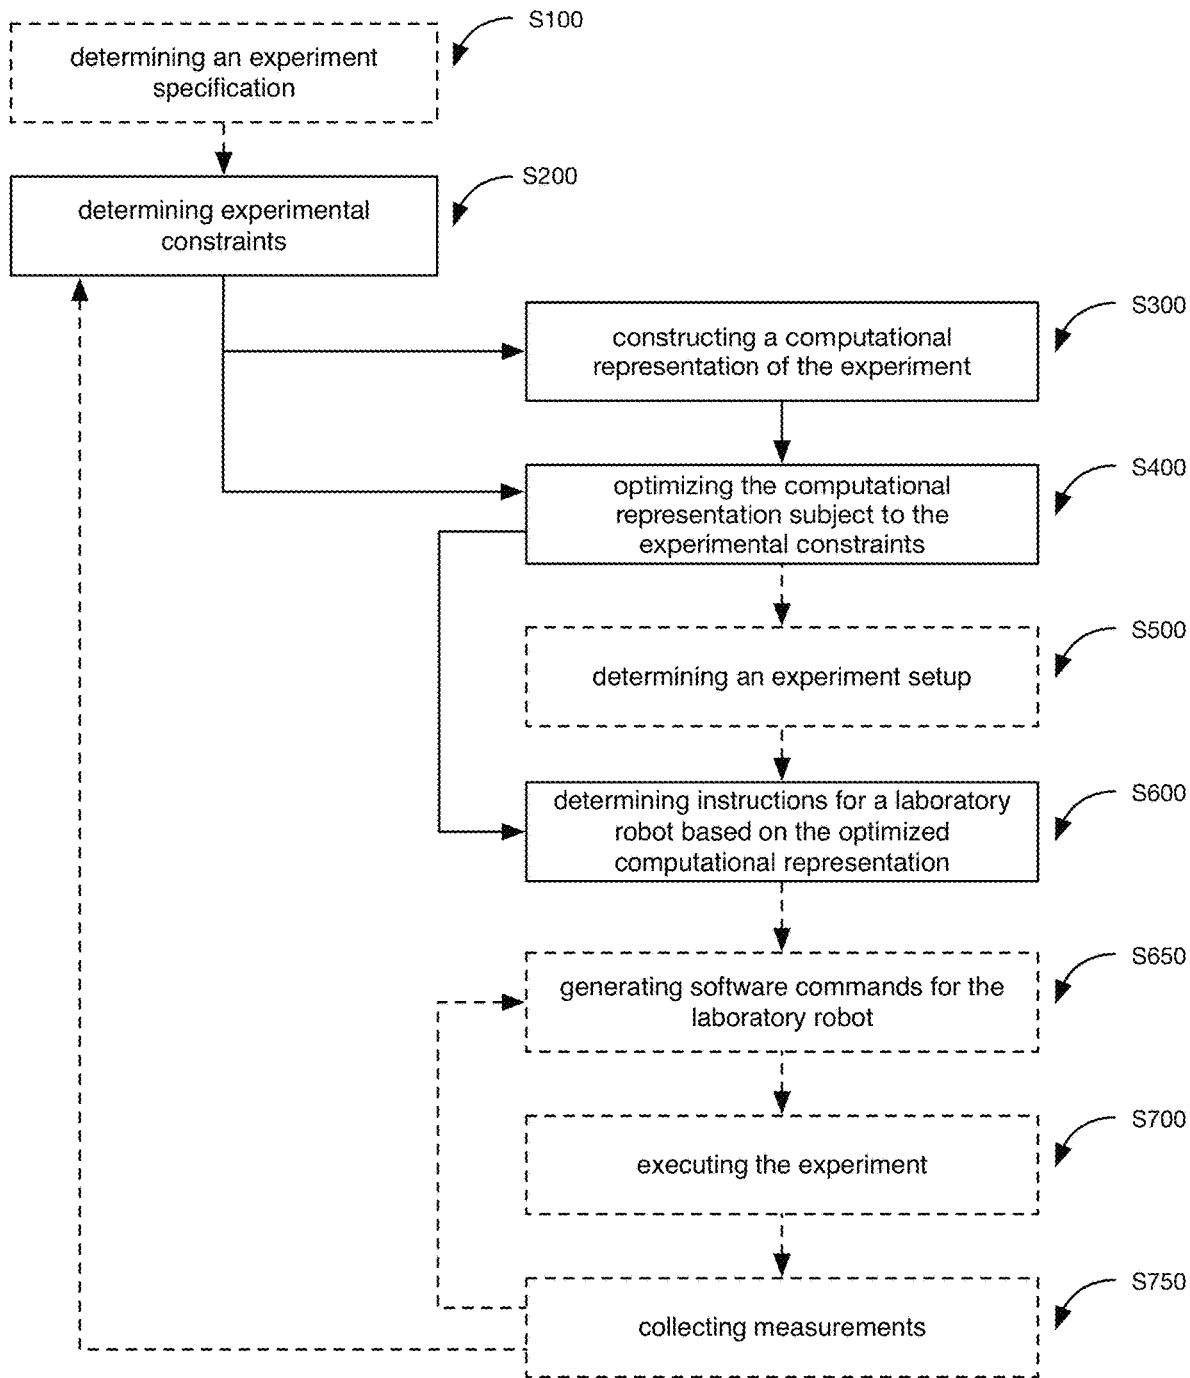 S100
determining an experiment
specification
S200
determining experimental
constraints
S300
constructing a computational
representation of the experiment
S400
optimizing the computational
representation subject to the
experimental constraints
S500
determining an experiment setup
S600
determining instructions for a laboratory
robot based on the optimized
computational representation
S650
generating software commands for the
laboratory robot
S700
executing the experiment
S750
collecting measurements